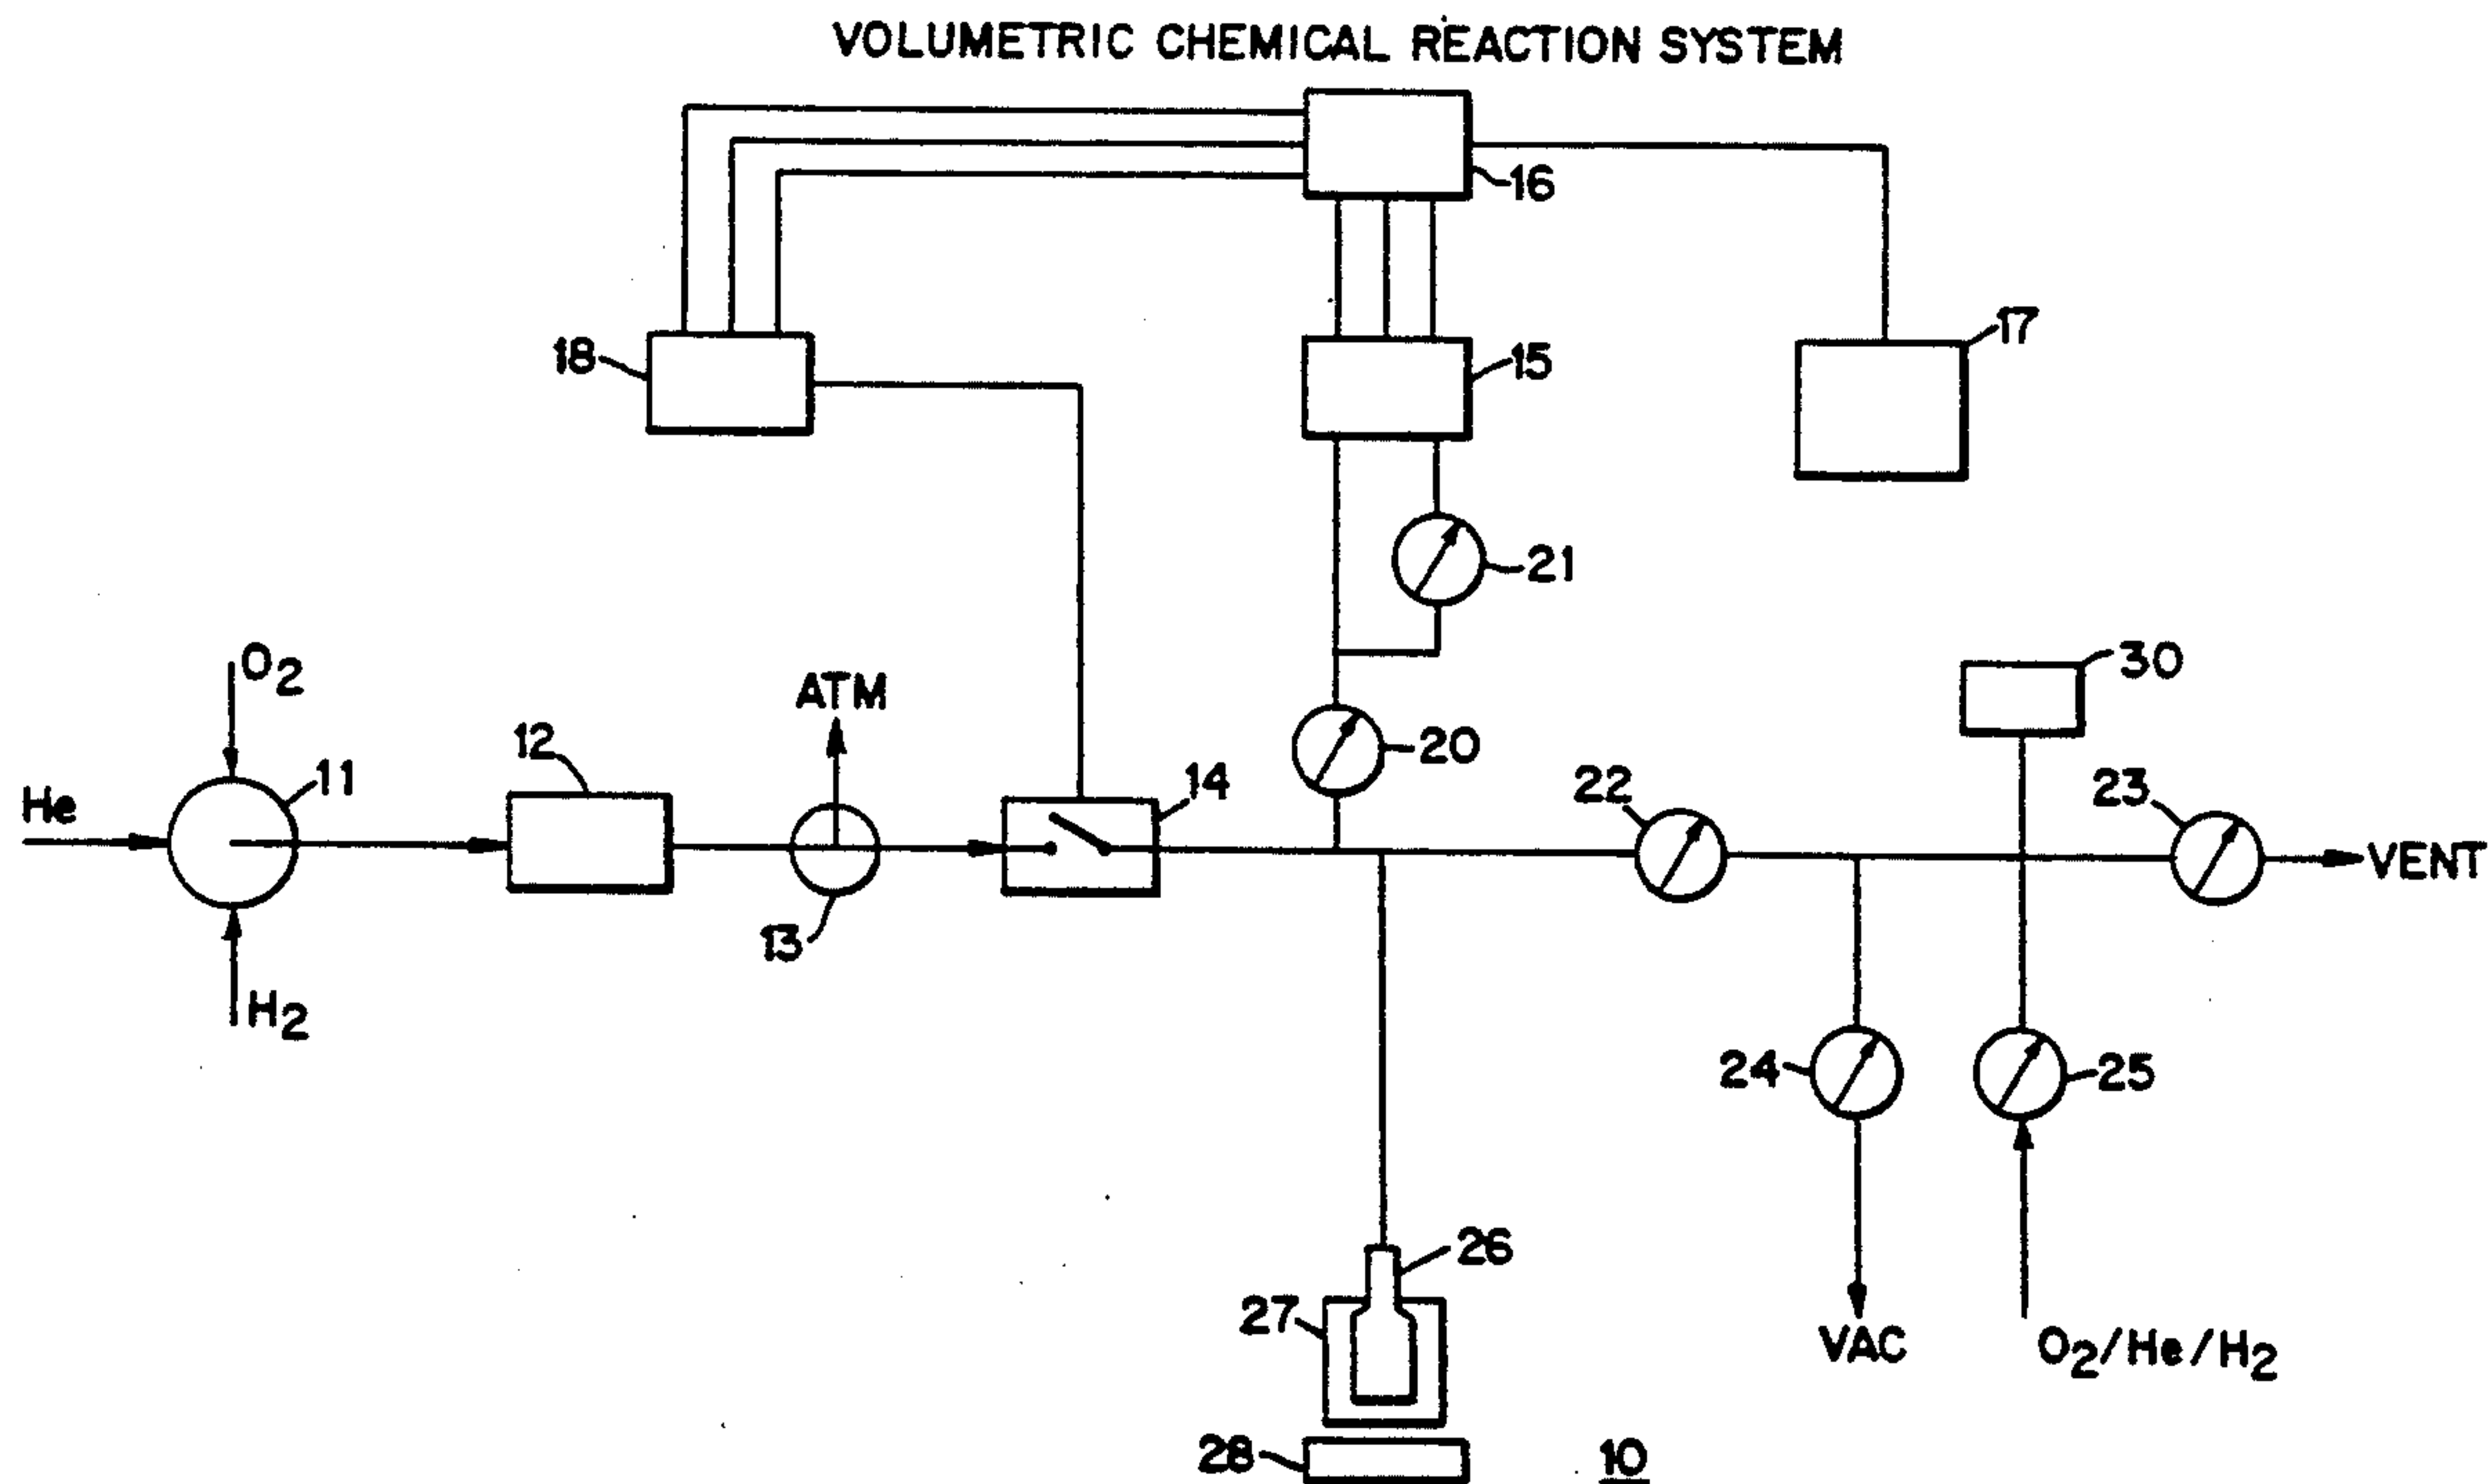 VOLUMETRIC CHEMICAL REACTION SYSTEM
16
17
18
15
21
O2
30
ATM
12
20
14
22
23
11
He
VENT
13
H2
24
25
26
27
VAC
O2/He/H2
28
10